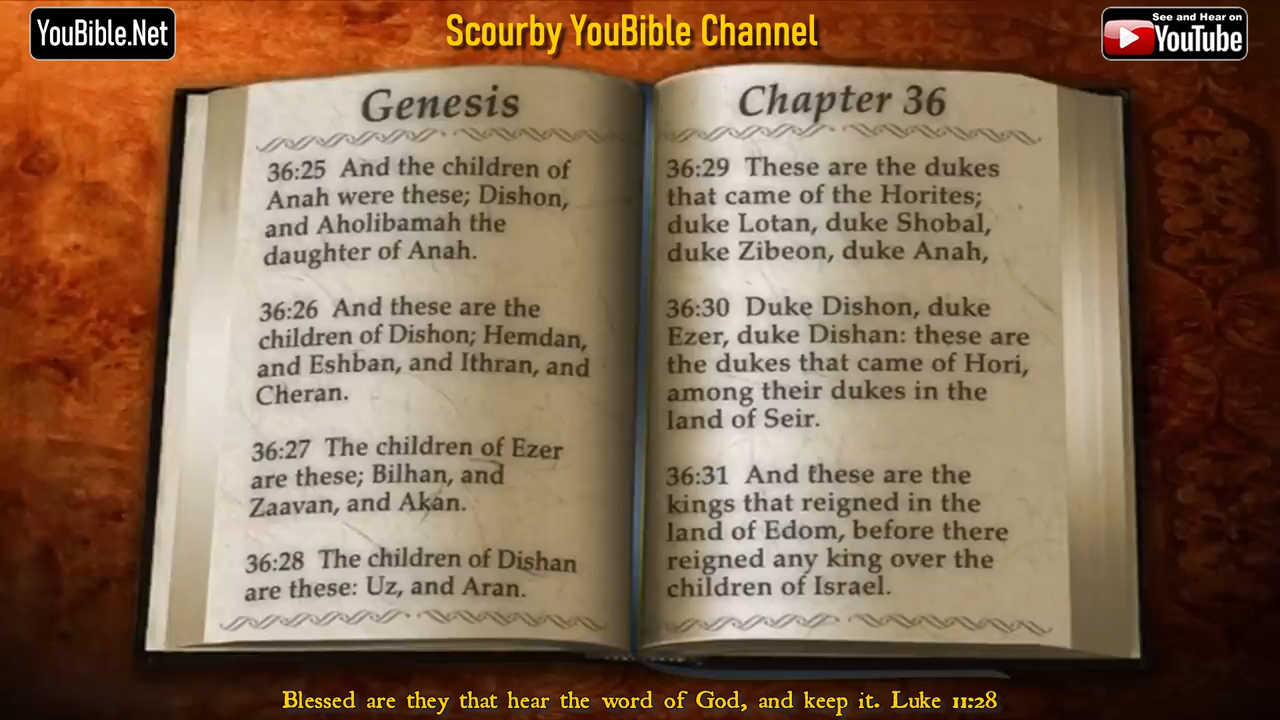 YouBible.Net
Scourby YouBible Channel
See and Hear on
YouTube
Genesis
36:25 And the children of
Anah were these; Dishon,
and Aholibamah the
daughter of Anah.
36:26 And these are the
children of Dishon; Hemdan,
and Eshban, and Ithran, and
Cheran.
36:27 The children of Ezer
are these; Bilhan, and
Zaavan, and Akan.
36:28 The children of Dishan
are these: Uz, and Aran.
Chapter 36
36:29 These are the dukes
that came of the Horites;
duke Lotan, duke Shobal,
duke Zibeon, duke Anah,
36:30 Duke Dishon, duke
Ezer, duke Dishan: these are
the dukes that came of Hori,
among their dukes in the
land of Seir.
36:31 And these are the
kings that reigned in the
land of Edom, before there
reigned any king over the
children of Israel.
Blessed are they that hear the word of God, and keep it. Luke 11:28